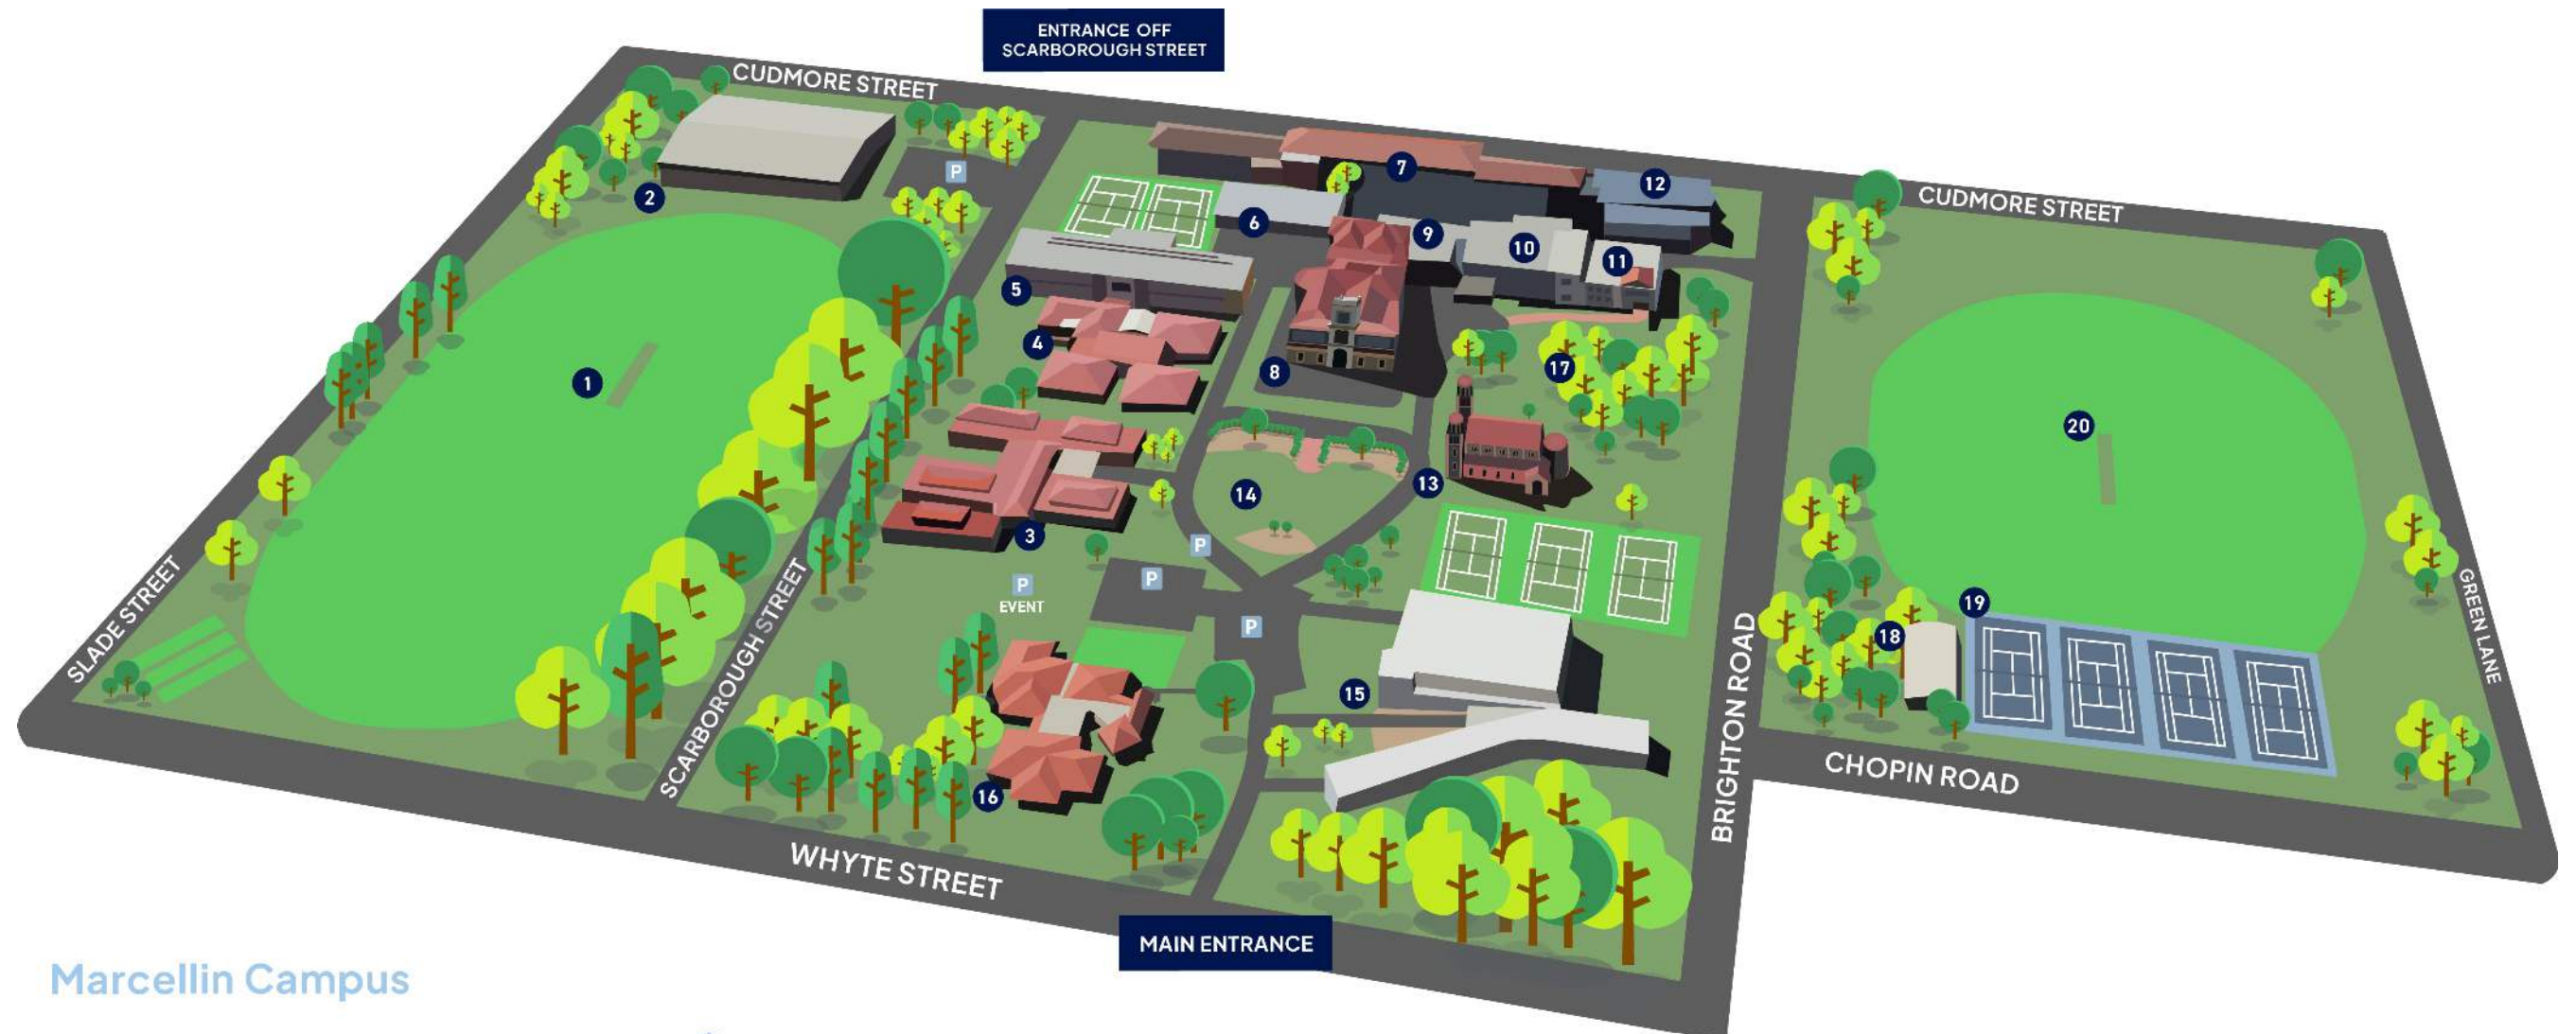 ENTRANCE OFF
SCARBOROUGH STREET
CUDMORE STREET
P
7
12
2
CUDMORE STREET
6
9
10
11
5
4
17
8
1
20
13
14
3
P
P
P
EVENT
19
P
18
SLADE STREET
SCARBOROUGH STREET
BRIGHTON ROAD
GREEN LANE
15
16
CHOPIN ROAD
WHYTE STREET
MAIN ENTRANCE
Marcellin Campus